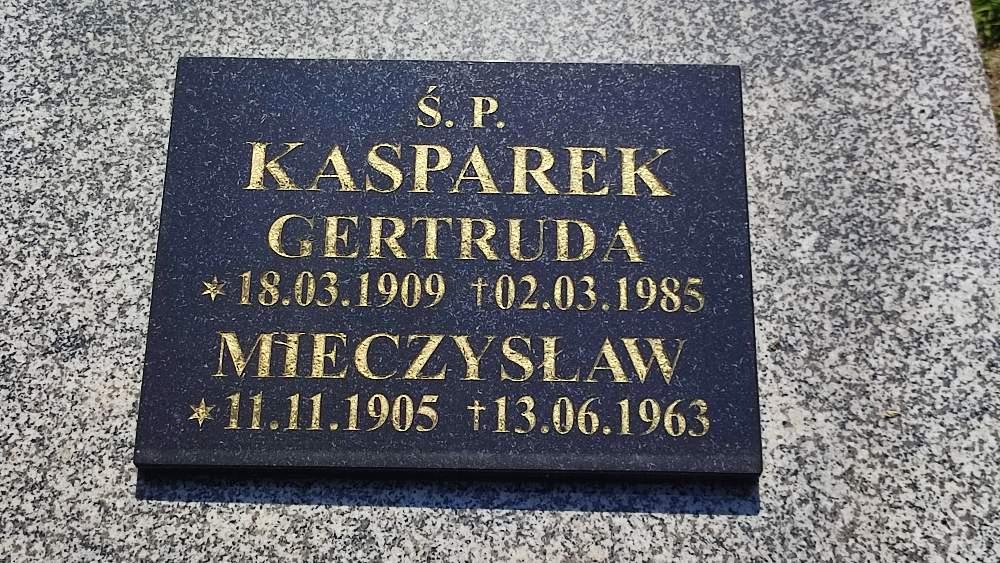 Ś. P.
KASPAREK
GERTRUDA
* 18.03.1909 †02.03.1985
MIECZYSŁAW
* 11.11.1905 †13.06.1963